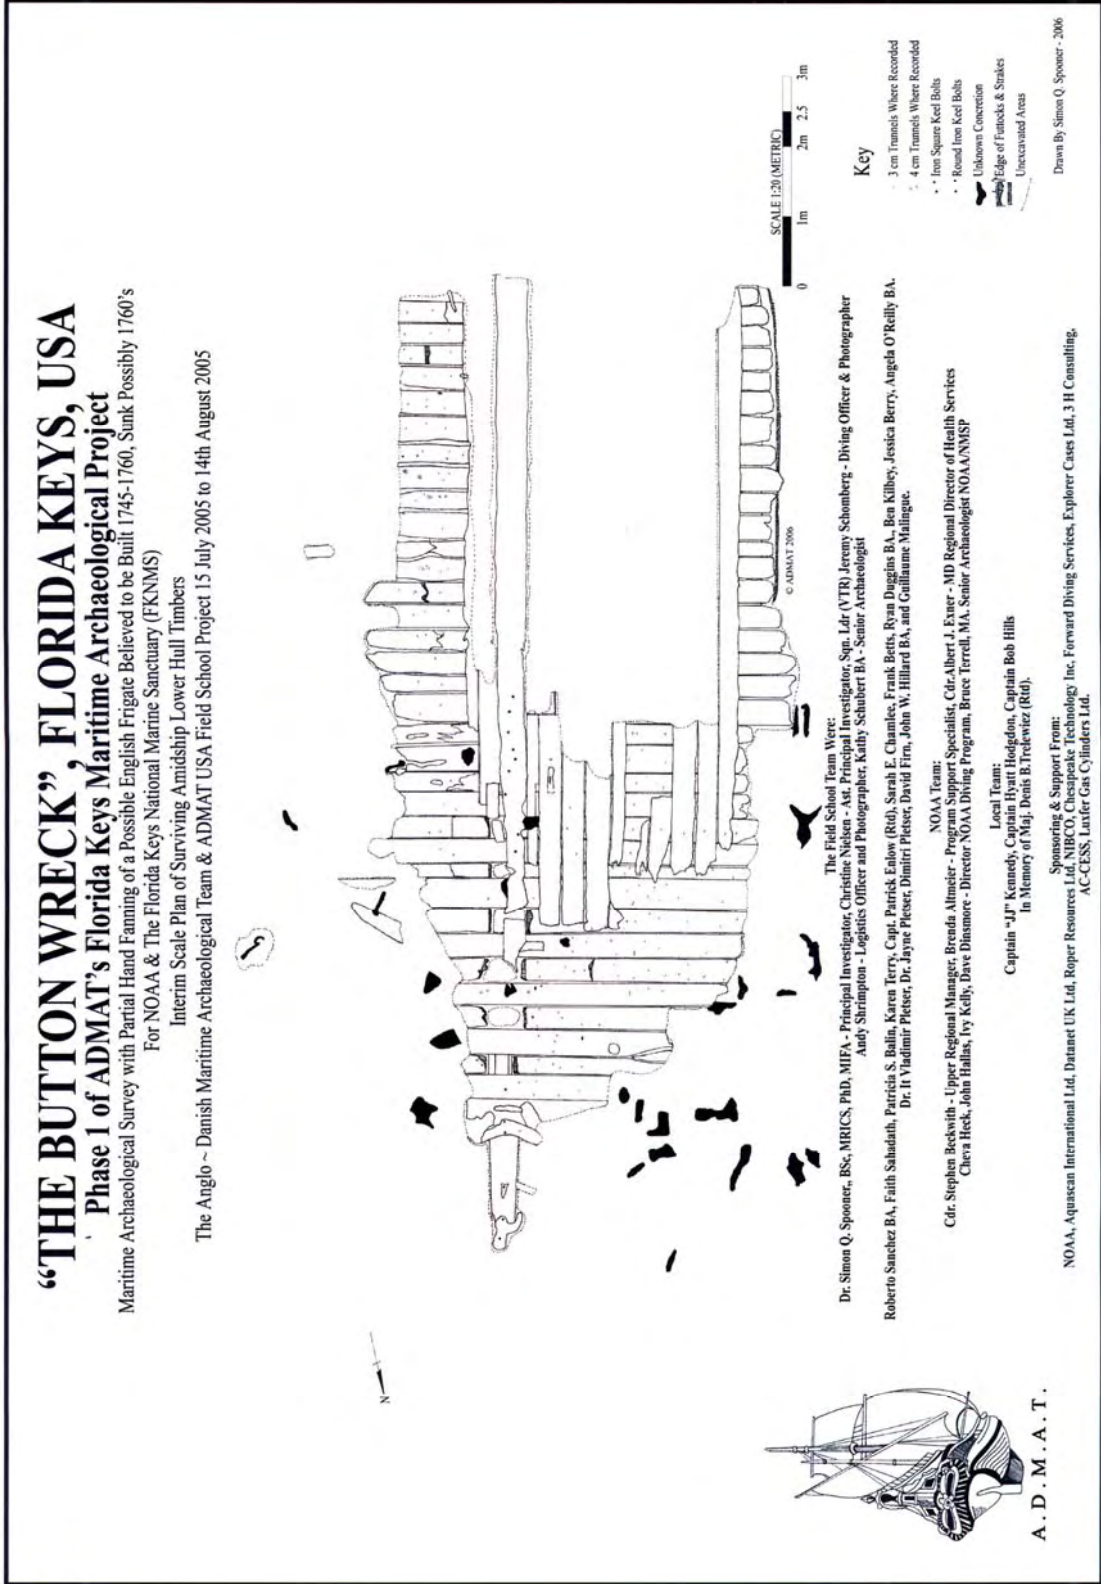 “THE BUTTON WRECK”, FLORIDA KEYS, USA
Phase 1 of ADMAT's Florida Keys Maritime Archaeological Project
Maritime Archaeological Survey with Partial Hand Fanning of a Possible English Frigate Believed to be Built 1745-1760, Sunk Possibly 1760's
For NOAA & The Florida Keys National Marine Sanctuary (FKNMS)
Interim Scale Plan of Surviving Amidship Lower Hull Timbers
The Anglo ~ Danish Maritime Archaeological Team & ADMAT USA Field School Project 15 July 2005 to 14th August 2005
N
© ADMAT 2006
SCALE 1:20 (METRIC)
0 1m 2m 2.5 3m
The Field School Team Were:
Dr. Simon Q. Spooner,, BSc, MRICS, PhD, MIFA - Principal Investigator, Christine Nielsen - Ast. Principal Investigator, Sqn. Ldr (VTR) Jeremy Schomberg - Diving Officer & Photographer
Andy Shrimpton - Logistics Officer and Photographer, Kathy Schubert BA - Senior Archaeologist
Roberto Sanchez BA, Faith Sahadath, Patricia S. Balin, Karen Terry, Capt. Patrick Enlow (Rtd), Sarah E. Chamlee, Frank Betts, Ryan Duggins BA., Ben Kilbey, Jessica Berry, Angela O'Reilly BA.
Dr. It Vladimir Pletser, Dr. Jayne Pletser, Dimitri Pletser, David Firn, John W. Hillard BA, and Guillaume Malingue.
NOAA Team:
Cdr. Stephen Beckwith - Upper Regional Manager, Brenda Altmeier - Program Support Specialist, Cdr.Albert J. Exner - MD Regional Director of Health Services
Cheva Heck, John Hallas, Ivy Kelly, Dave Dinsmore - Director NOAA Diving Program, Bruce Terrell, MA. Senior Archaeologist NOAA/NMSP
Local Team:
Captain "JJ" Kennedy, Captain Hyatt Hodgdon, Captain Bob Hills
In Memory of Maj. Denis B.Trelewiez (Rtd).
Sponsoring & Support From:
NOAA, Aquascan International Ltd, Datanet UK Ltd, Roper Resources Ltd, NIBCO, Chesapeake Technology Inc, Forward Diving Services, Explorer Cases Ltd, 3 H Consulting,
AC-CESS, Luxfer Gas Cylinders Ltd.
Key
3 cm Trunnels Where Recorded
4 cm Trunnels Where Recorded
Iron Square Keel Bolts
Round Iron Keel Bolts
Unknown Concretion
Edge of Futtocks & Strakes
Unexcavated Areas
Drawn By Simon Q. Spooner - 2006
A.D.M.A.T.